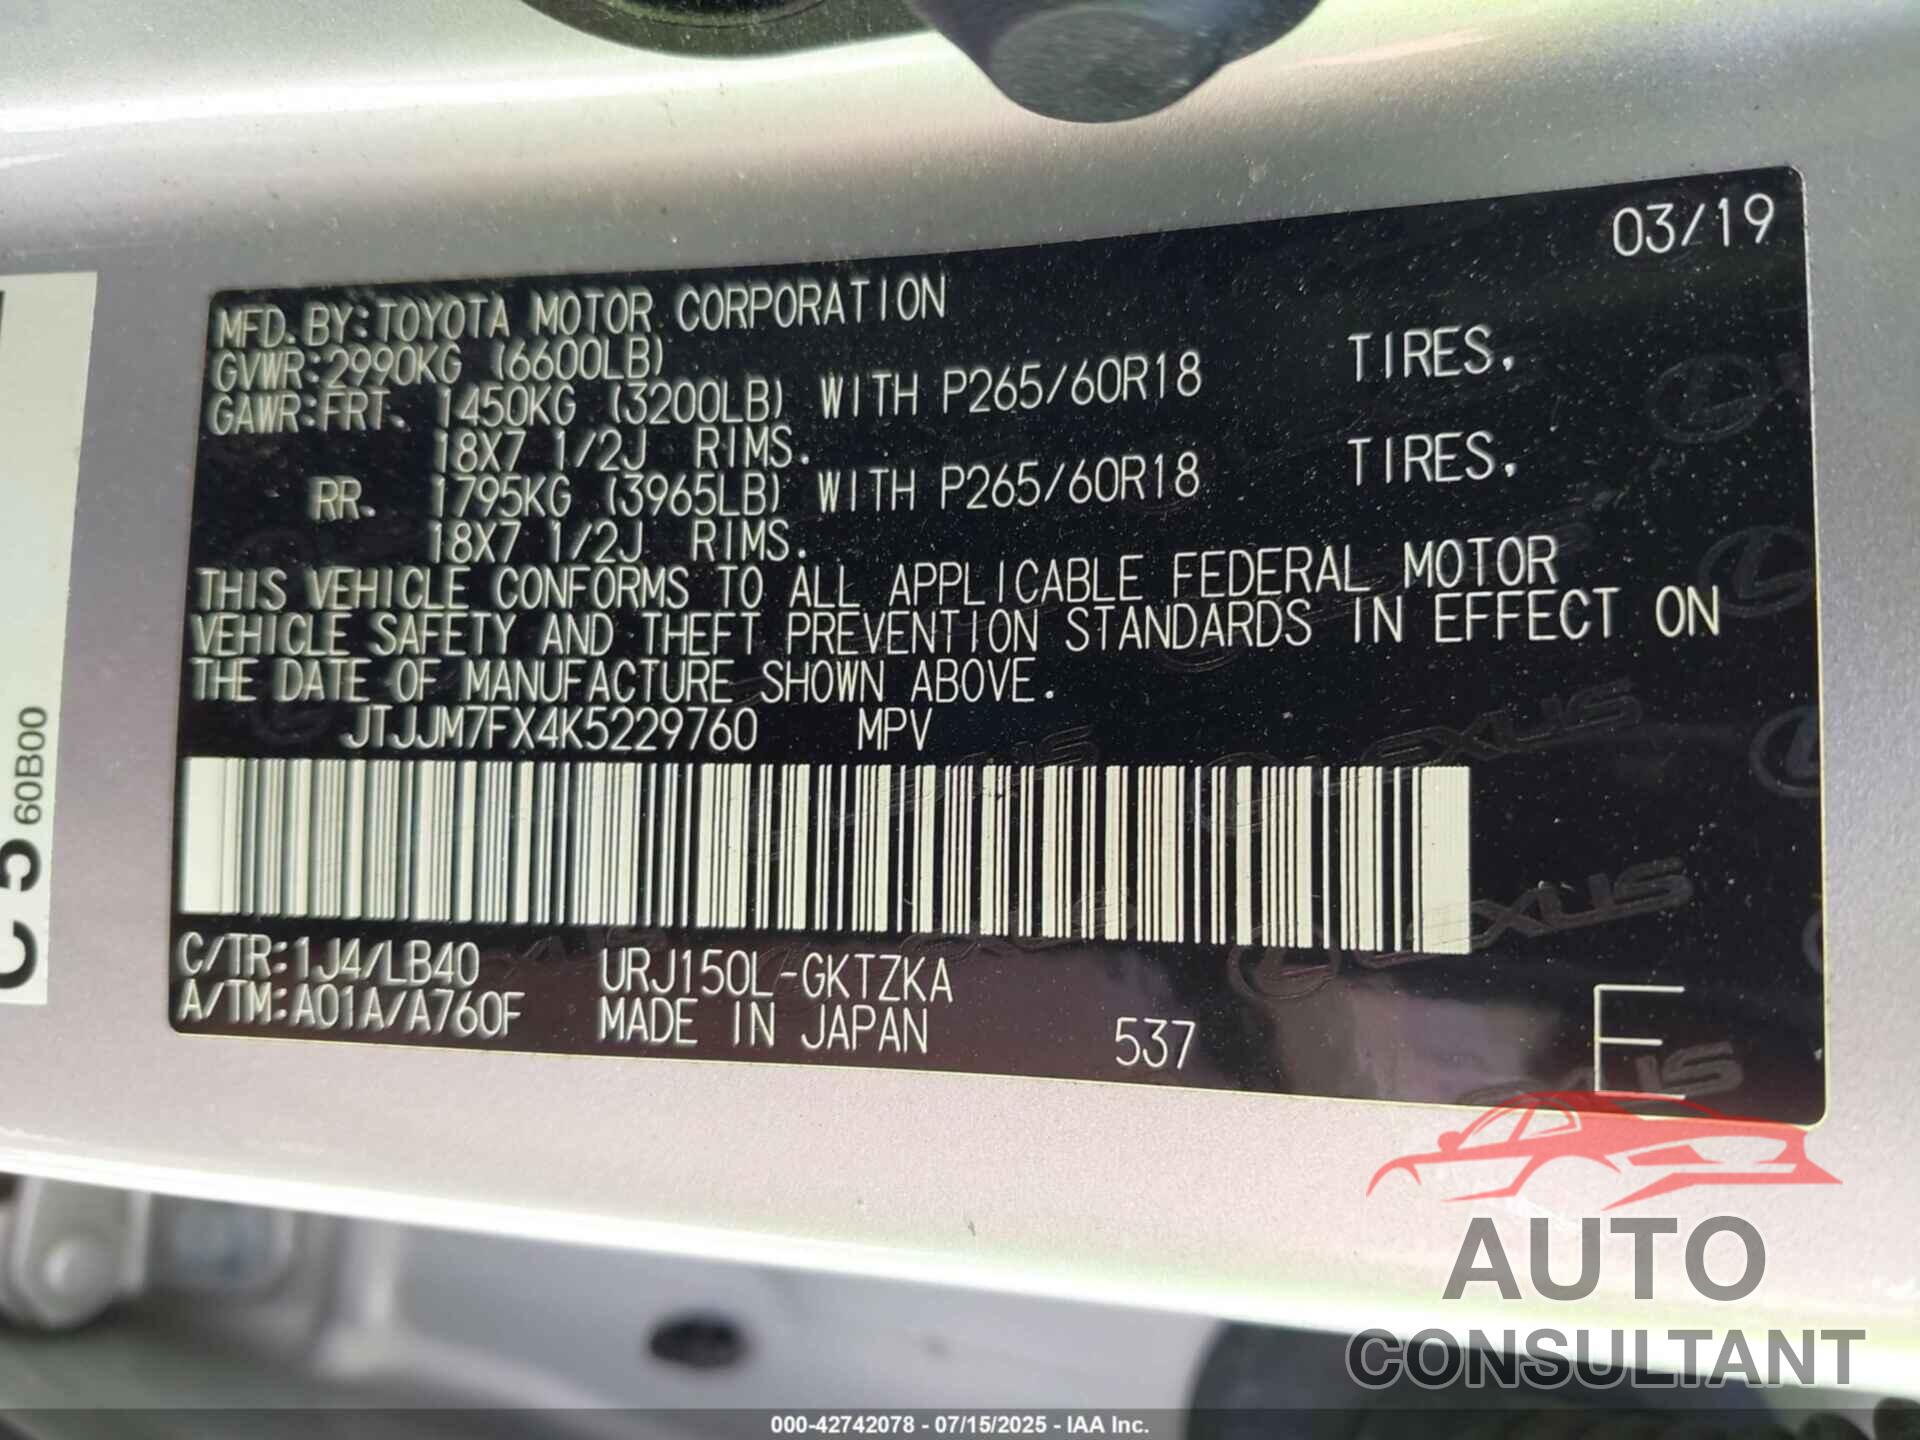 03/19
MFD. BY: TOYOTA MOTOR CORPORATION
GVWR: 2990KG (6600LB)
GAWR: FRT. 1450KG (3200LB) WITH P265/60R18 TIRES,
18X7 1/2J RIMS.
RR. 1795KG (3965LB) WITH P265/60R18 TIRES,
18X7 1/2J RIMS.
THIS VEHICLE CONFORMS TO ALL APPLICABLE FEDERAL MOTOR
VEHICLE SAFETY AND THEFT PREVENTION STANDARDS IN EFFECT ON
THE DATE OF MANUFACTURE SHOWN ABOVE.
JTJJM7FX4K5229760 MPV
C/TR: 1J4/LB40 URJ150L-GKTZKA
A/TM: A01A/A760F MADE IN JAPAN 537 E
C 5 60B00
LEXUS
LEXUS
AUTO
CONSULTANT
000-42742078 - 07/15/2025 - IAA Inc.